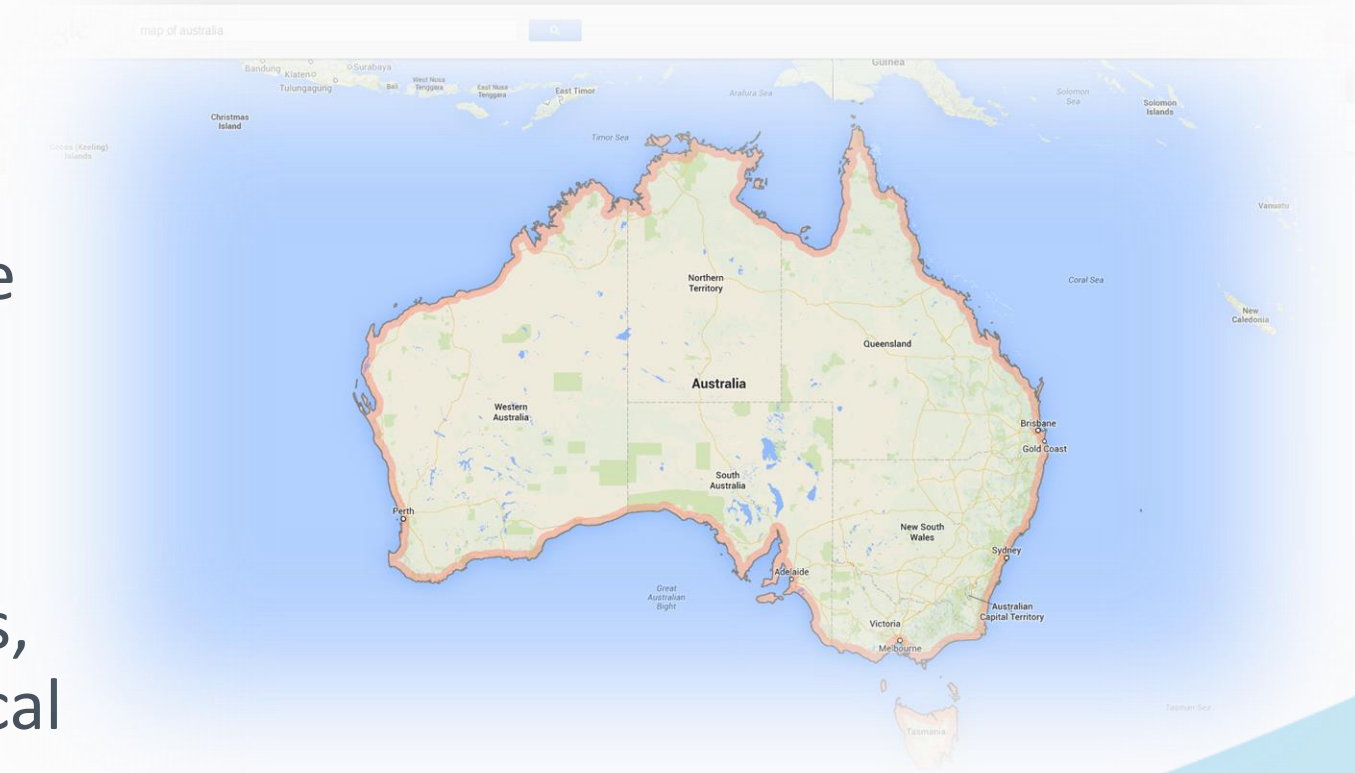 map of australia
Bandung
Klaten
Surabaya
Tulungagung
Bali
West Nusa
Tenggara
East Nusa
Tenggara
East Timor
Arafura Sea
Guinea
Solomon
Sea
Solomon
Islands
Christmas
Island
Cocos (Keeling)
Islands
Timor Sea
Vanuatu
e
Northern
Territory
Coral Sea
New
Caledonia
Queensland
Australia
Western
Australia
Brisbane
Gold Coast
South
Australia
Perth
New South
Wales
Sydney
Adelaide
Great
Australian
Bight
Australian
Capital Territory
Victoria
Melbourne
s,
cal
Tasman Sea
Tasmania